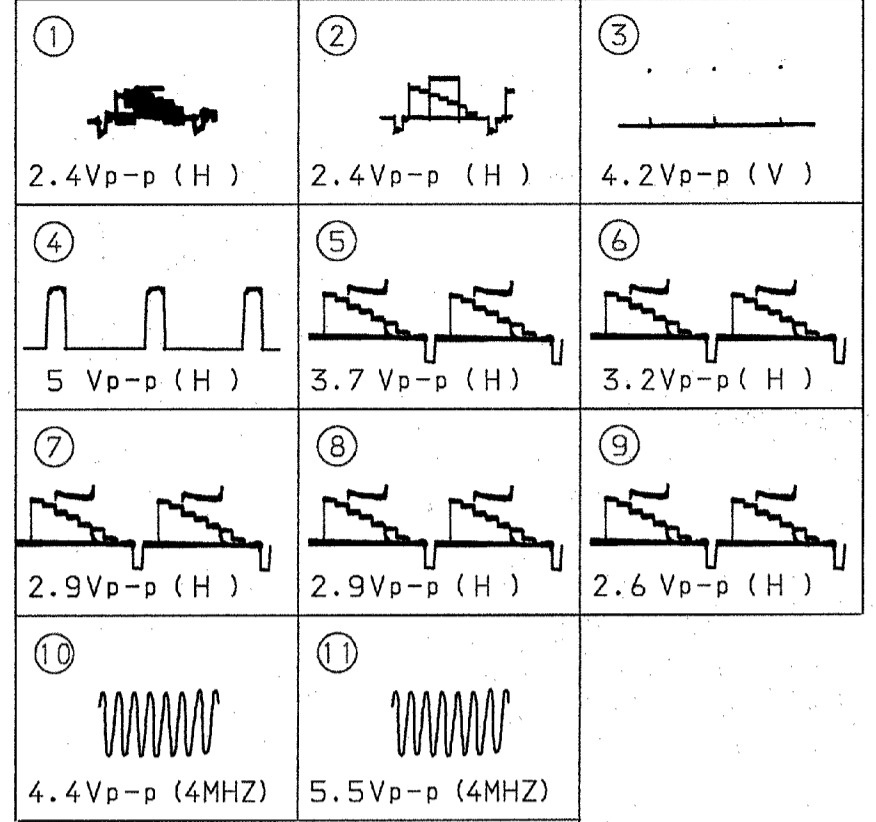 ① ② ③
2.4Vp-p (H) 2.4Vp-p (H) 4.2Vp-p (V)
④ ⑤ ⑥
5 Vp-p (H) 3.7 Vp-p (H) 3.2Vp-p (H)
⑦ ⑧ ⑨
2.9Vp-p (H) 2.9Vp-p (H) 2.6 Vp-p (H)
⑩ ⑪
4.4Vp-p (4MHZ) 5.5Vp-p (4MHZ)